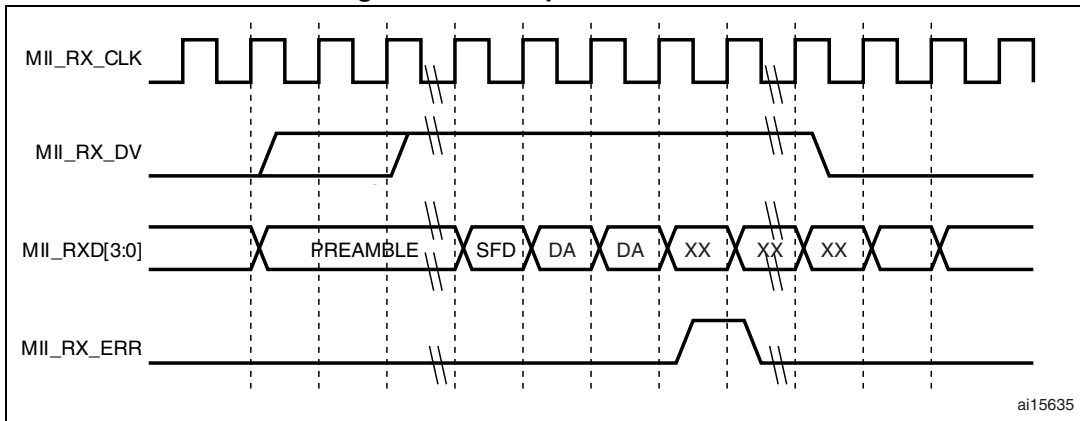 MII_RX_CLK
MII_RX_DV
MII_RXD[3:0] PREAMBLE SFD DA DA XX XX XX
MII_RX_ERR
ai15635